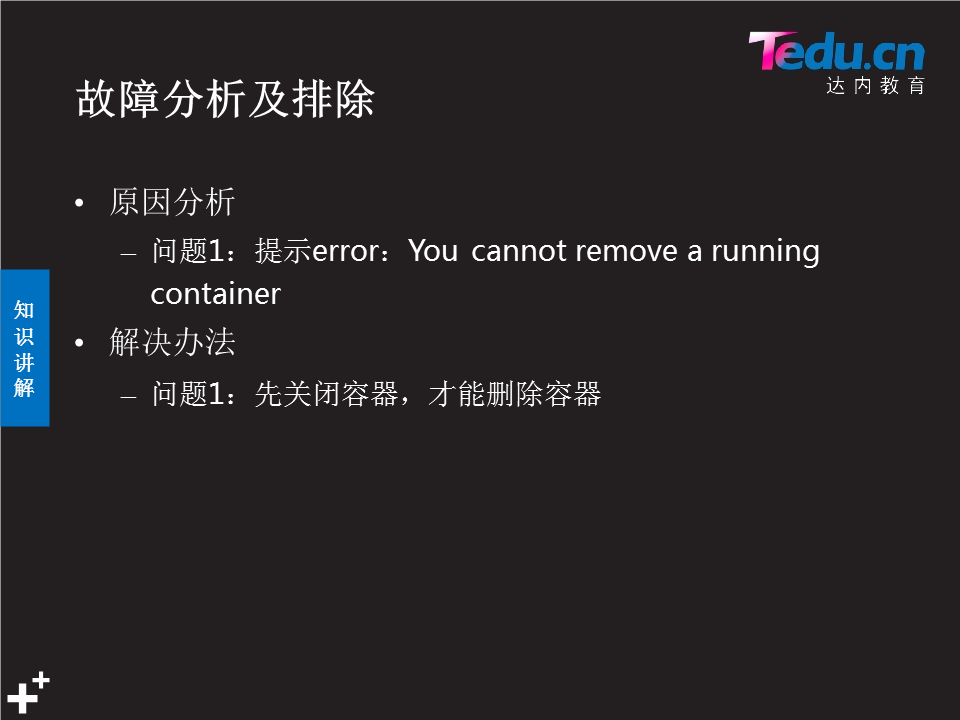 Tedu.cn
达内教育
故障分析及排除
• 原因分析
– 问题1：提示error：You cannot remove a running
container
• 解决办法
– 问题1：先关闭容器，才能删除容器
知
识
讲
解